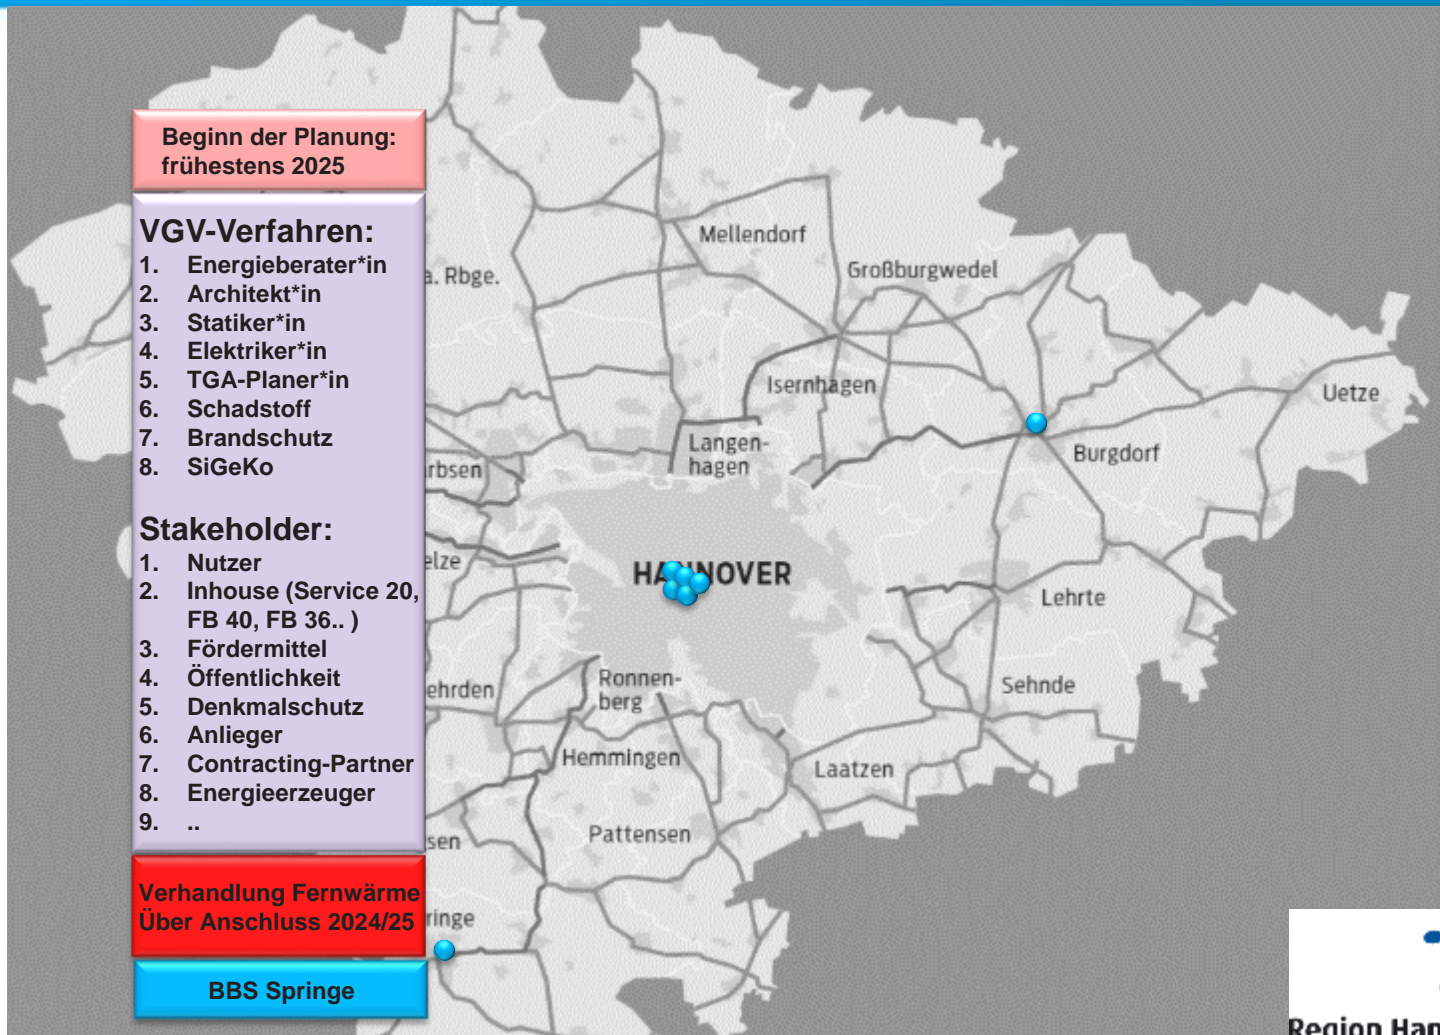 Beginn der Planung:
frühestens 2025
VGV-Verfahren:
1. Energieberater*in
2. Architekt*in
3. Statiker*in
4. Elektriker*in
5. TGA-Planer*in
6. Schadstoff
7. Brandschutz
8. SiGeKo
Stakeholder:
1. Nutzer
2. Inhouse (Service 20,
FB 40, FB 36.. )
3. Fördermittel
4. Öffentlichkeit
5. Denkmalschutz
6. Anlieger
7. Contracting-Partner
8. Energieerzeuger
9. ..
Verhandlung Fernwärme
Über Anschluss 2024/25
BBS Springe
Mellendorf
a. Rbge.
Großburgwedel
Isernhagen
Uetze
Langen-
hagen
Burgdorf
rbsen
elze
HANNOVER
Lehrte
ehrden
Ronnen-
berg
Sehnde
Hemmingen
Laatzen
sen
Pattensen
ringe
Region Han